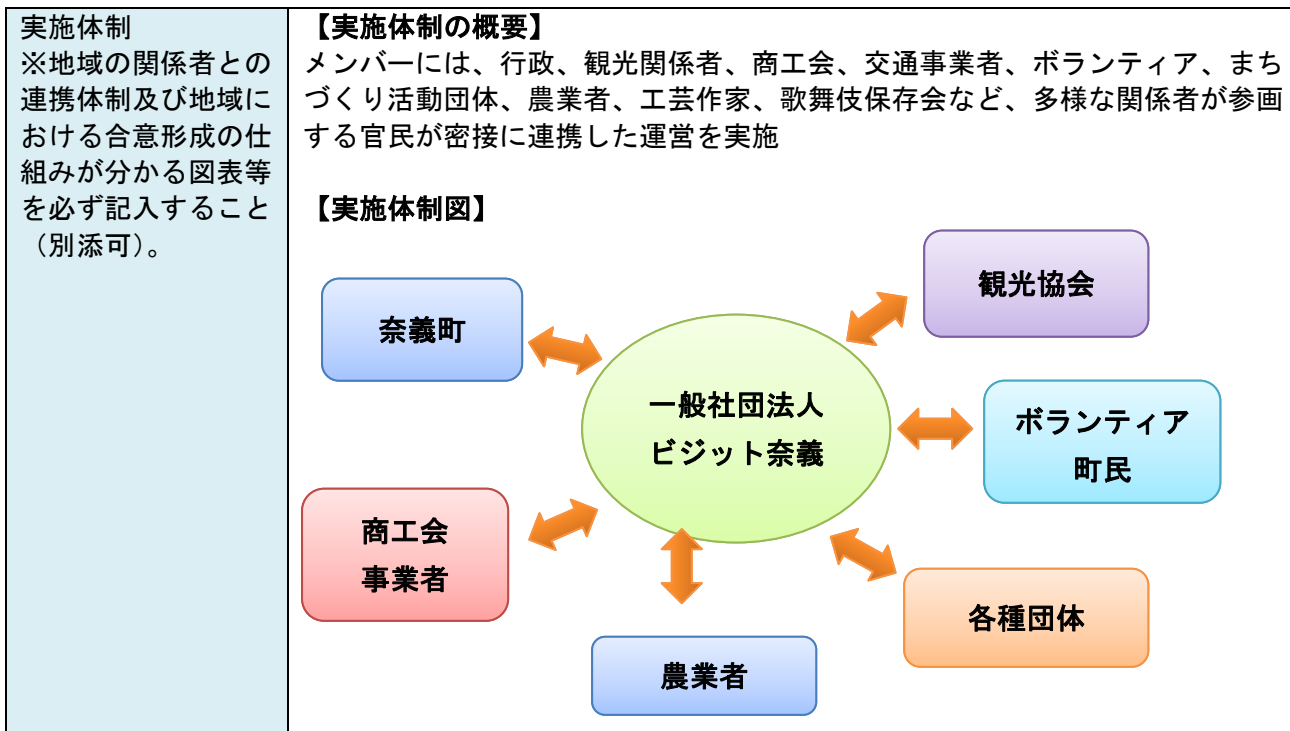 実施体制
※地域の関係者との
連携体制及び地域に
おける合意形成の仕
組みが分かる図表等
を必ず記入すること
（別添可）。
【実施体制の概要】
メンバーには、行政、観光関係者、商工会、交通事業者、ボランティア、まち
づくり活動団体、農業者、工芸作家、歌舞伎保存会など、多様な関係者が参画
する官民が密接に連携した運営を実施
【実施体制図】
観光協会
奈義町
一般社団法人
ビジット奈義
ボランティア
町民
商工会
事業者
各種団体
農業者